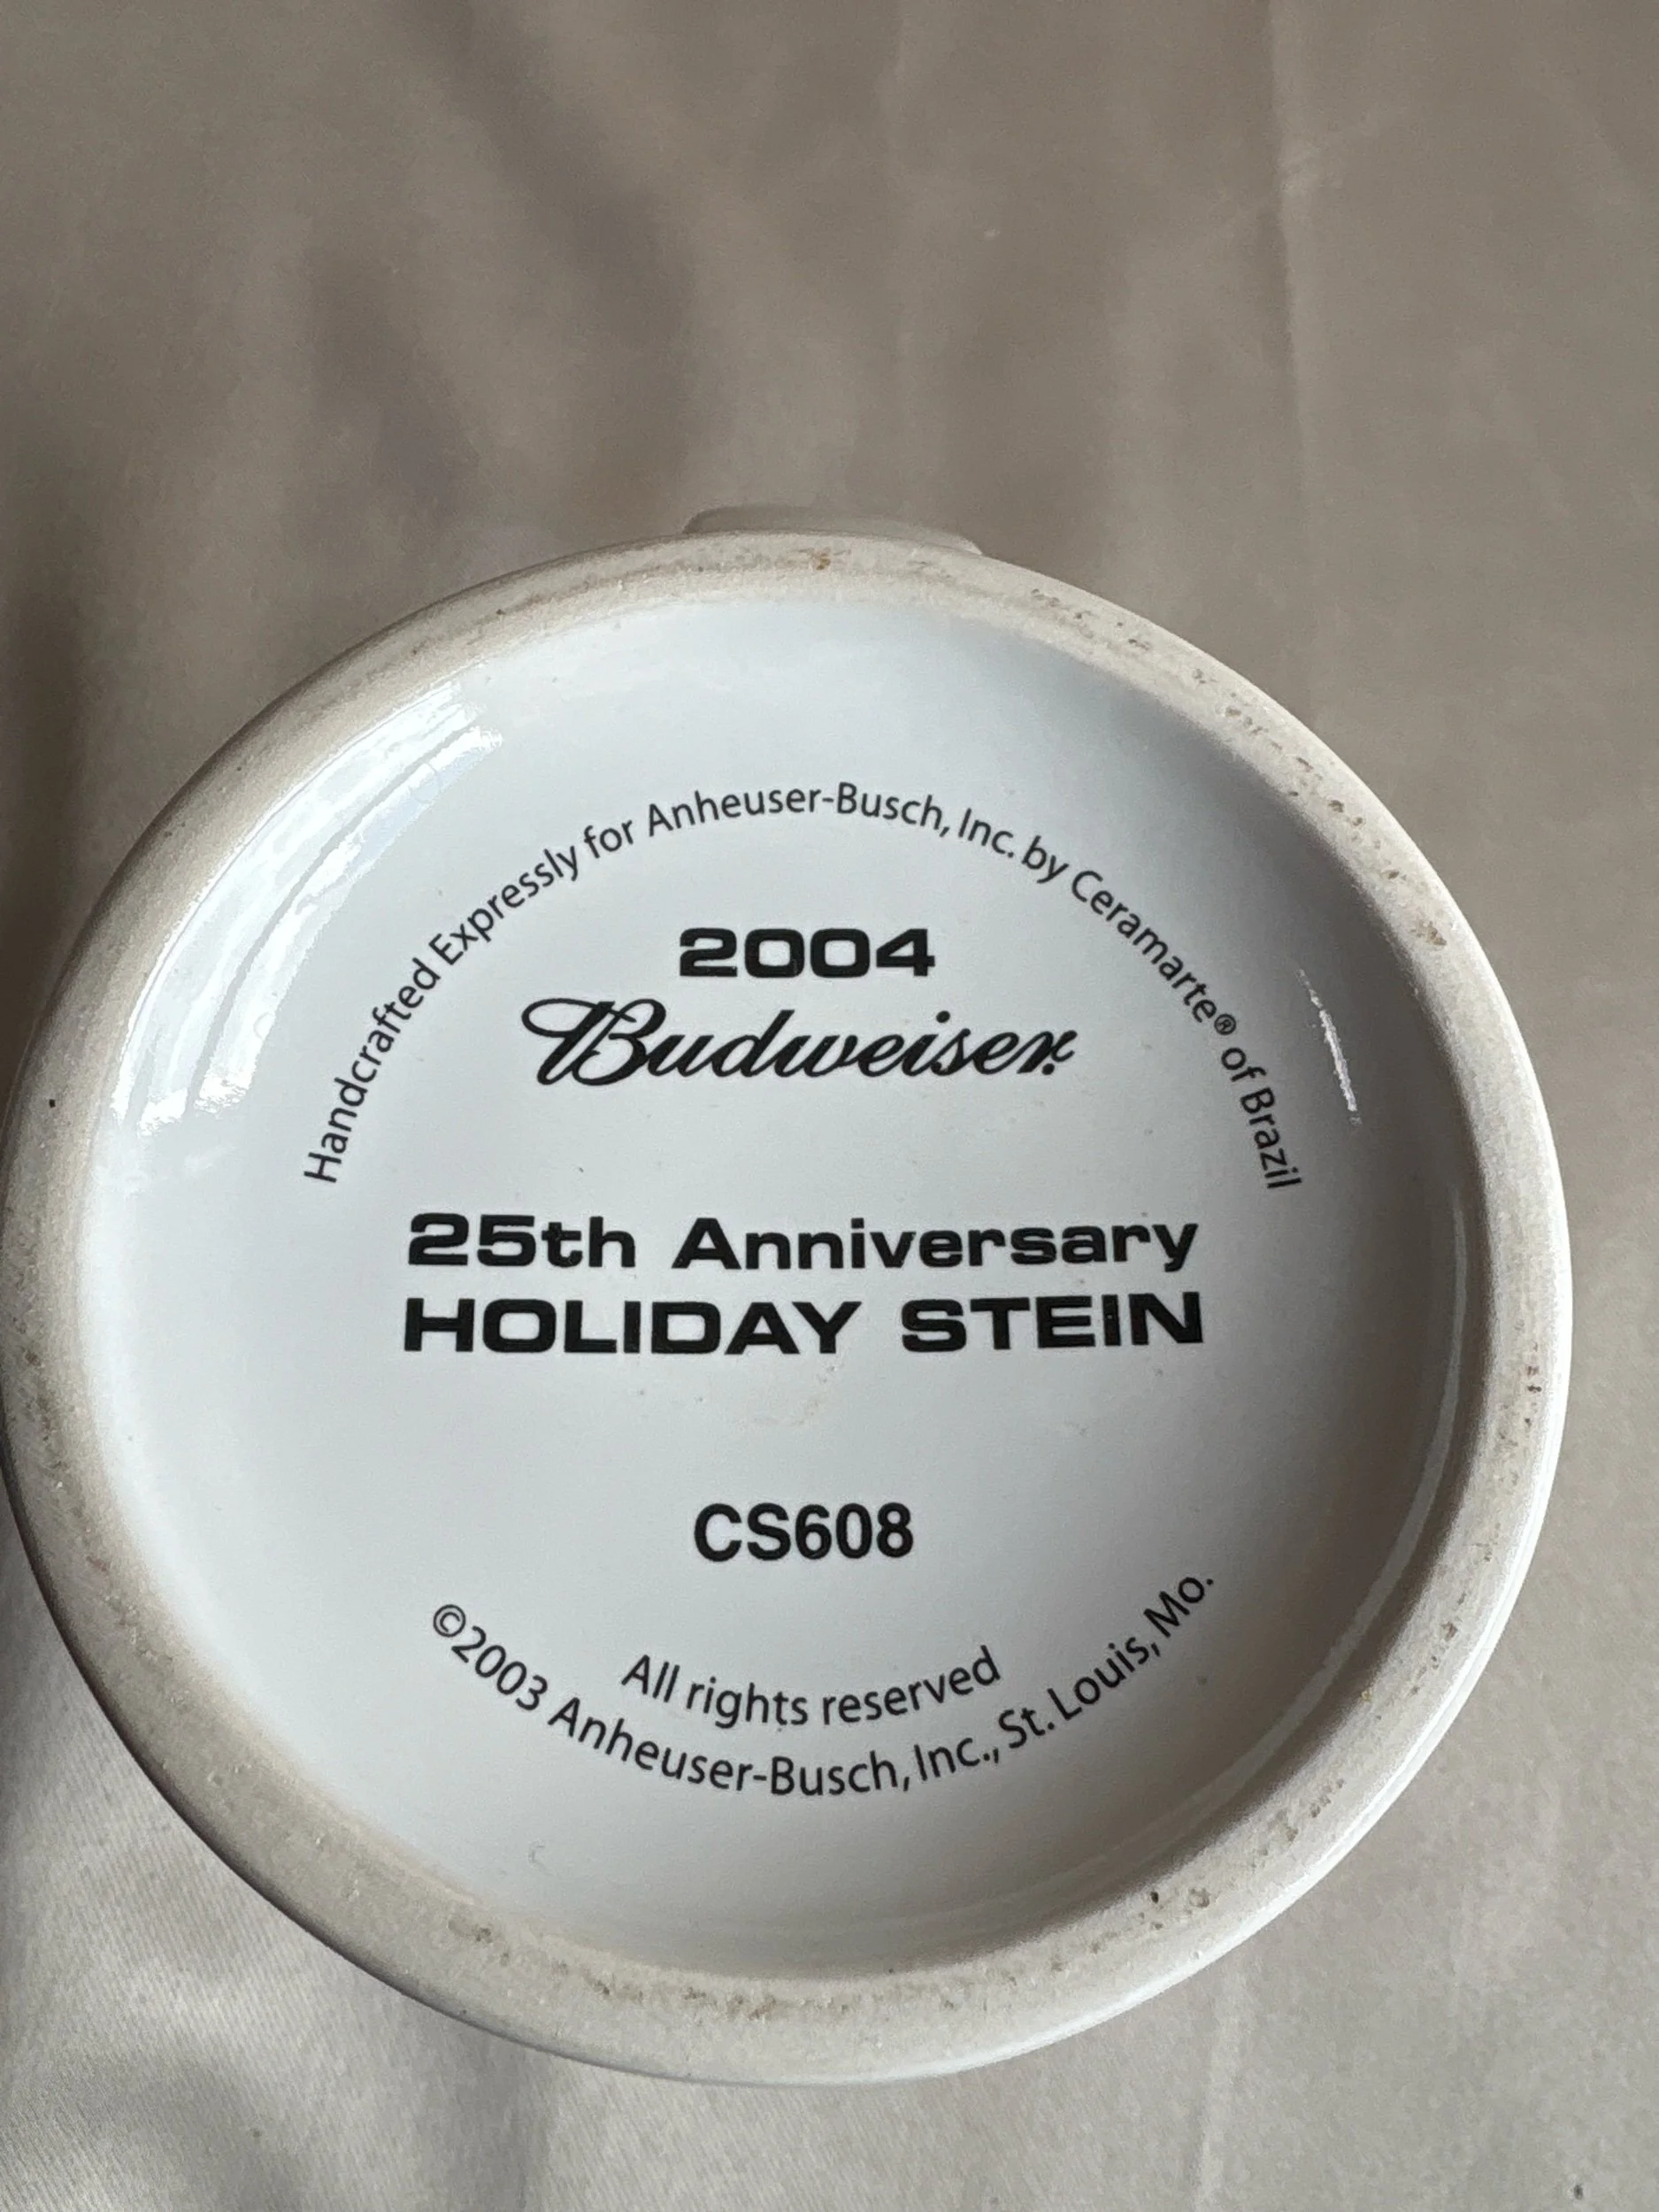 Handcrafted Expressly for Anheuser-Busch, Inc. by Ceramarte® of Brazil
2004
Budweiser.
25th Anniversary
HOLIDAY STEIN
CS608
All rights reserved
©2003 Anheuser-Busch, Inc., St. Louis, Mo.